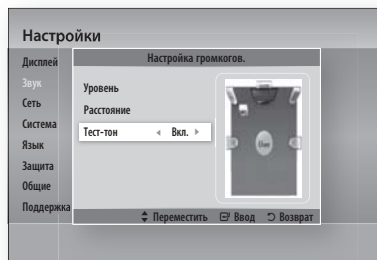 Настройки
Дисплей
Звук
Сеть
Система
Язык
Защита
Общие
Поддержка
Настройка громкогов.
Уровень
Расстояние
Тест-тон ◄ Вкл. ►
Переместить Ввод Возврат